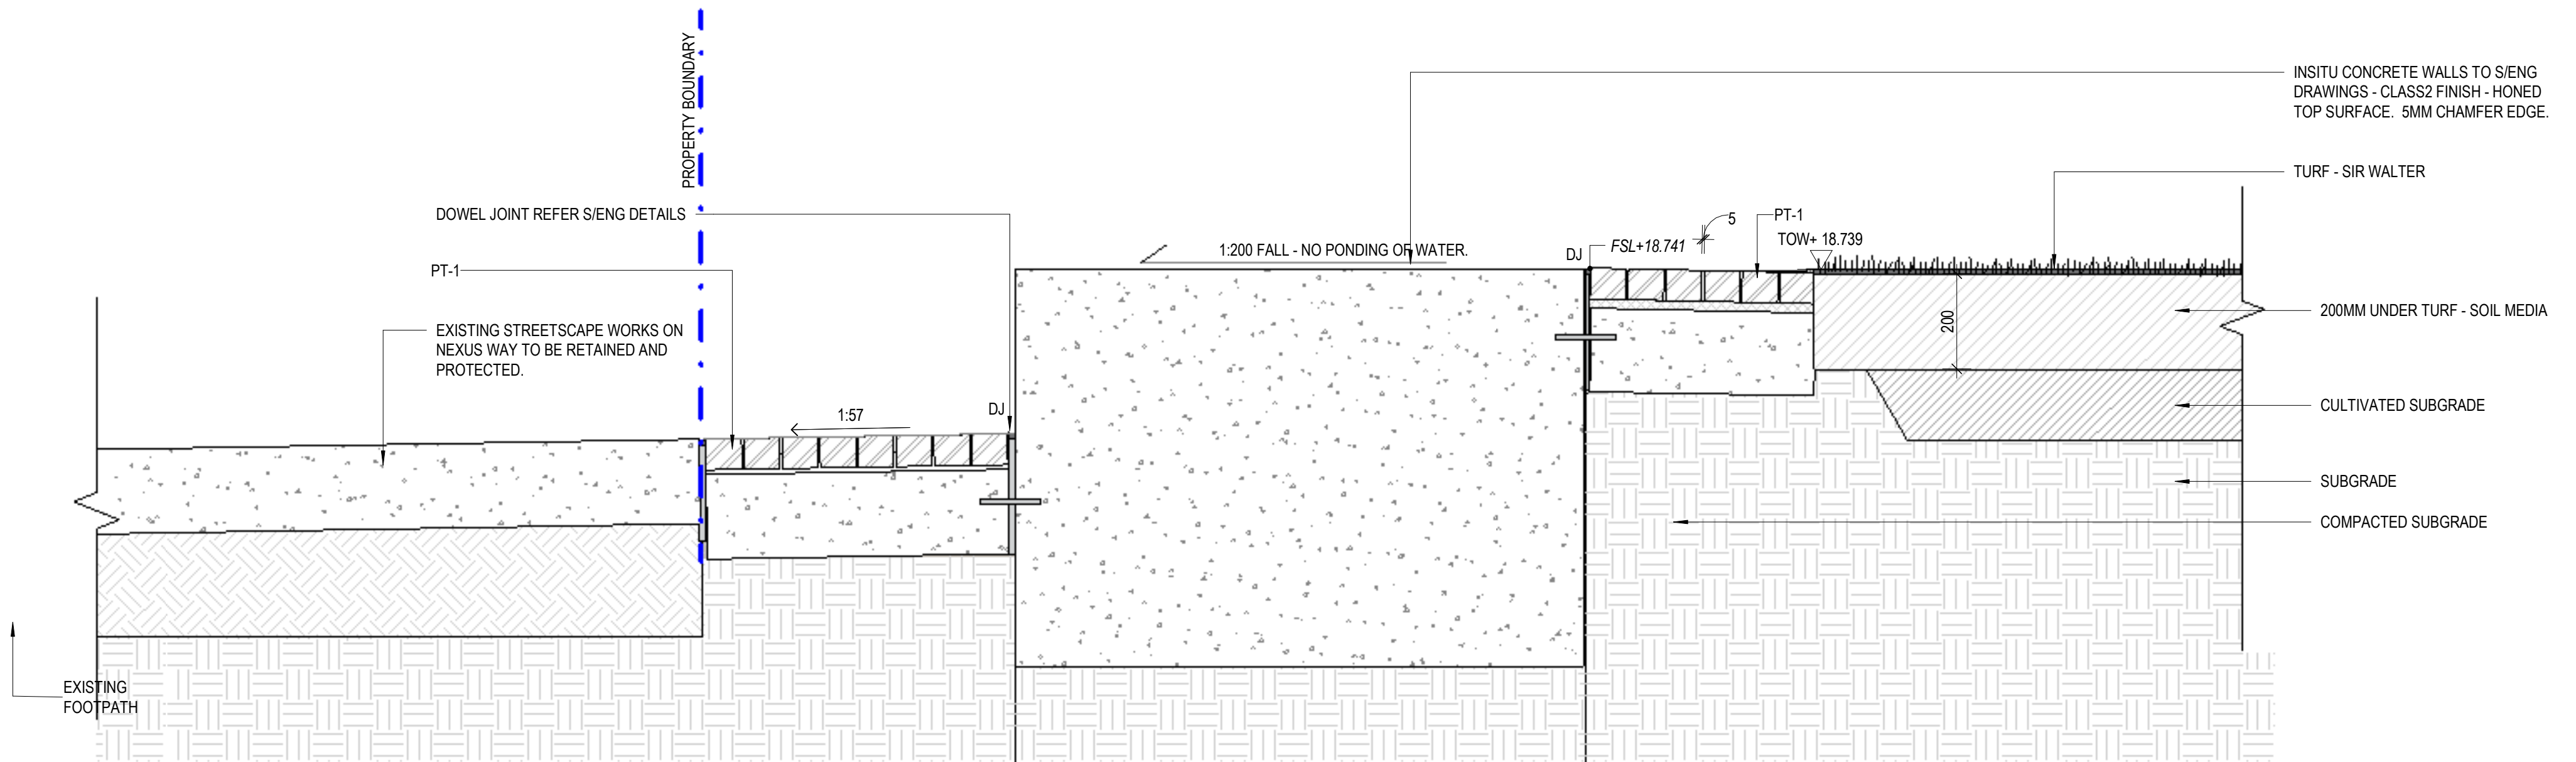 PROPERTY BOUNDARY
INSITU CONCRETE WALLS TO S/ENG
DRAWINGS - CLASS2 FINISH - HONED
TOP SURFACE. 5MM CHAMFER EDGE.
TURF - SIR WALTER
DOWEL JOINT REFER S/ENG DETAILS
5
PT-1
TOW+ 18.739
FSL+18.741
DJ
1:200 FALL - NO PONDING OF WATER.
PT-1
EXISTING STREETSCAPE WORKS ON
NEXUS WAY TO BE RETAINED AND
PROTECTED.
200
200MM UNDER TURF - SOIL MEDIA
DJ
1:57
CULTIVATED SUBGRADE
SUBGRADE
COMPACTED SUBGRADE
EXISTING
FOOTPATH